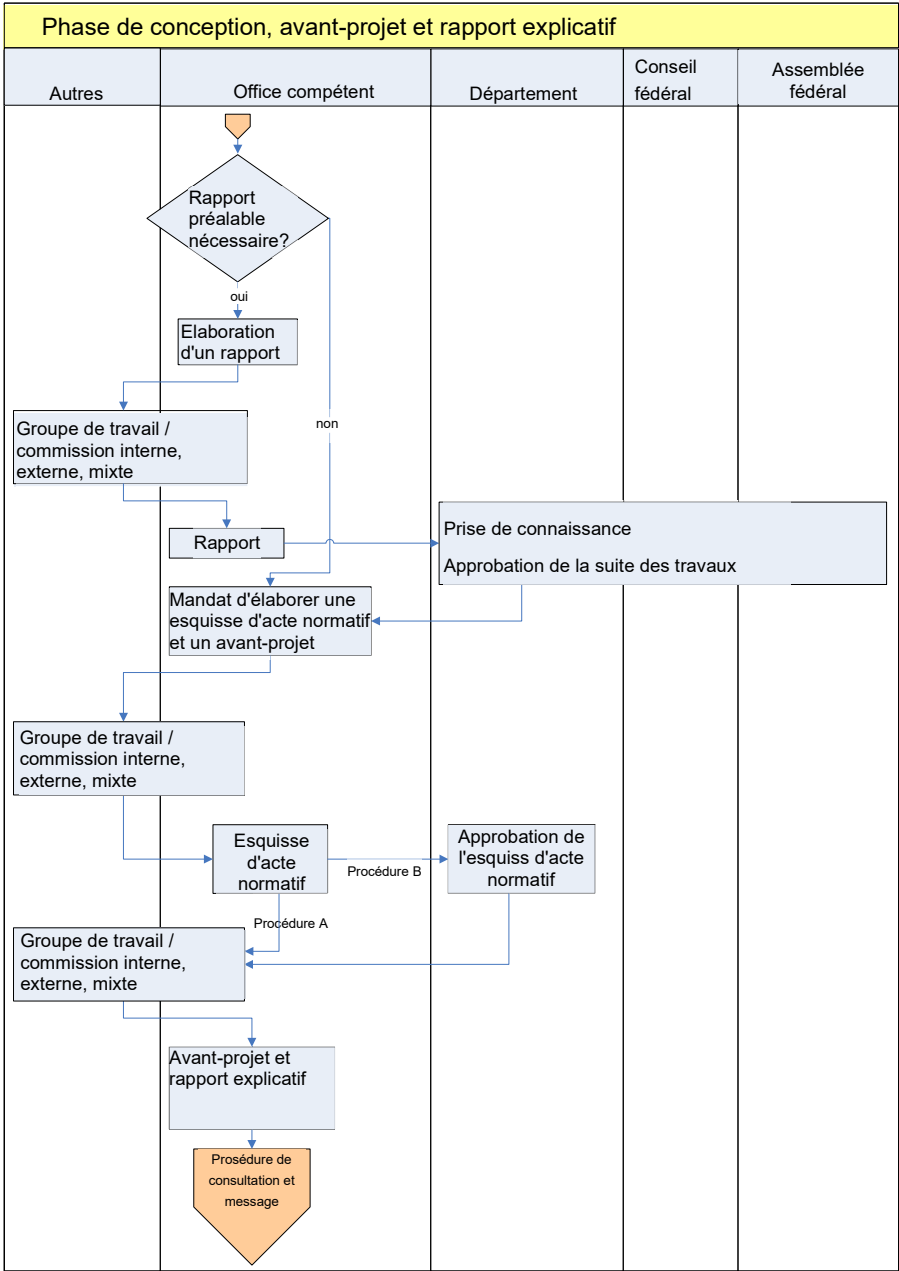 Phase de conception, avant-projet et rapport explicatif
Autres
Office compétent
Département
Conseil
fédéral
Assemblée
fédéral
Rapport
préalable
nécessaire?
oui
non
Elaboration
d'un rapport
Groupe de travail /
commission interne,
externe, mixte
Rapport
Prise de connaissance
Approbation de la suite des travaux
Mandat d'élaborer une
esquisse d'acte normatif
et un avant-projet
Groupe de travail /
commission interne,
externe, mixte
Esquisse
d'acte
normatif
Procédure B
Approbation de
l'esquiss d'acte
normatif
Procédure A
Groupe de travail /
commission interne,
externe, mixte
Avant-projet et
rapport explicatif
Prosédure de
consultation et
message